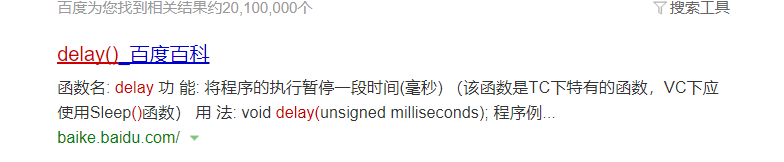 百度为您找到相关结果约20,100,000个 搜索工具
delay()_百度百科
函数名: delay 功 能: 将程序的执行暂停一段时间(毫秒) （该函数是TC下特有的函数，VC下应
使用Sleep()函数） 用 法: void delay(unsigned milliseconds); 程序例...
baike.baidu.com/